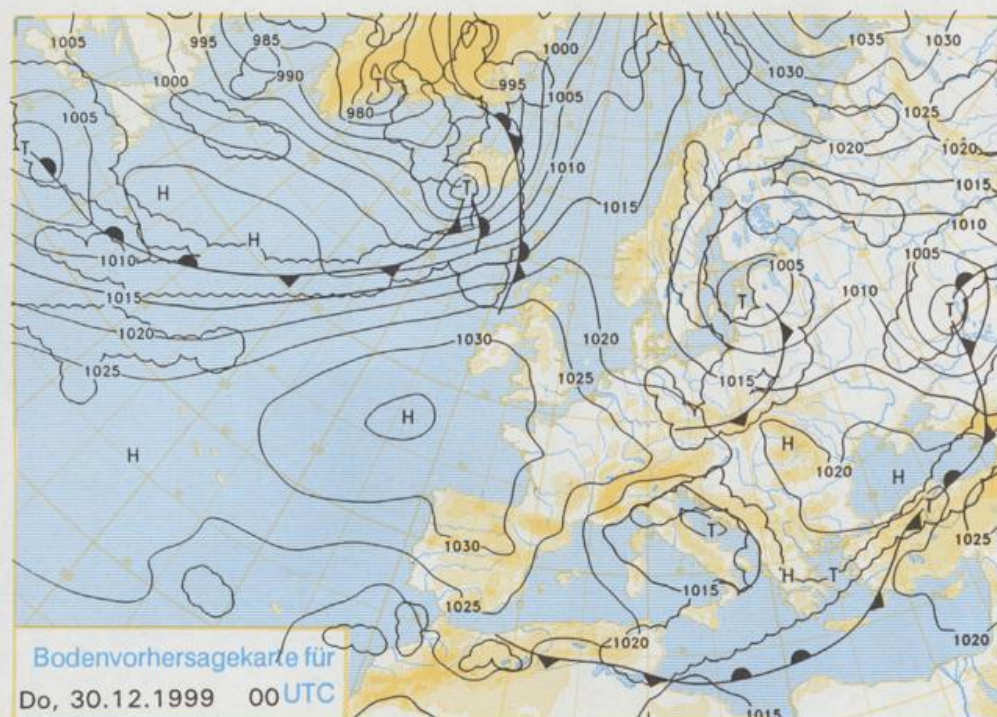 1005 995 985 1000 1035 1030
1000 990 1030
T 980 995 1005 1025
1005
T 1010 1020 1020
H T 1015 1015
H 1015 1010
1010 1005 1005
1015 T 1010 T
1020 1030 1020
1025 1025 1015
H H 1020 H
H
1030 T T 1025
1025 1015 H T
1020 1020
1015
Bodenvorhersagekarte für
Do, 30.12.1999 00 UTC